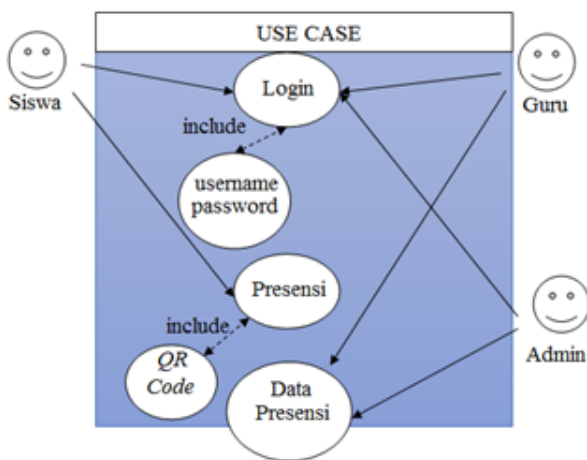 USE CASE
Siswa
Login
Guru
include
username
password
Presensi
include
Admin
QR
Code
Data
Presensi